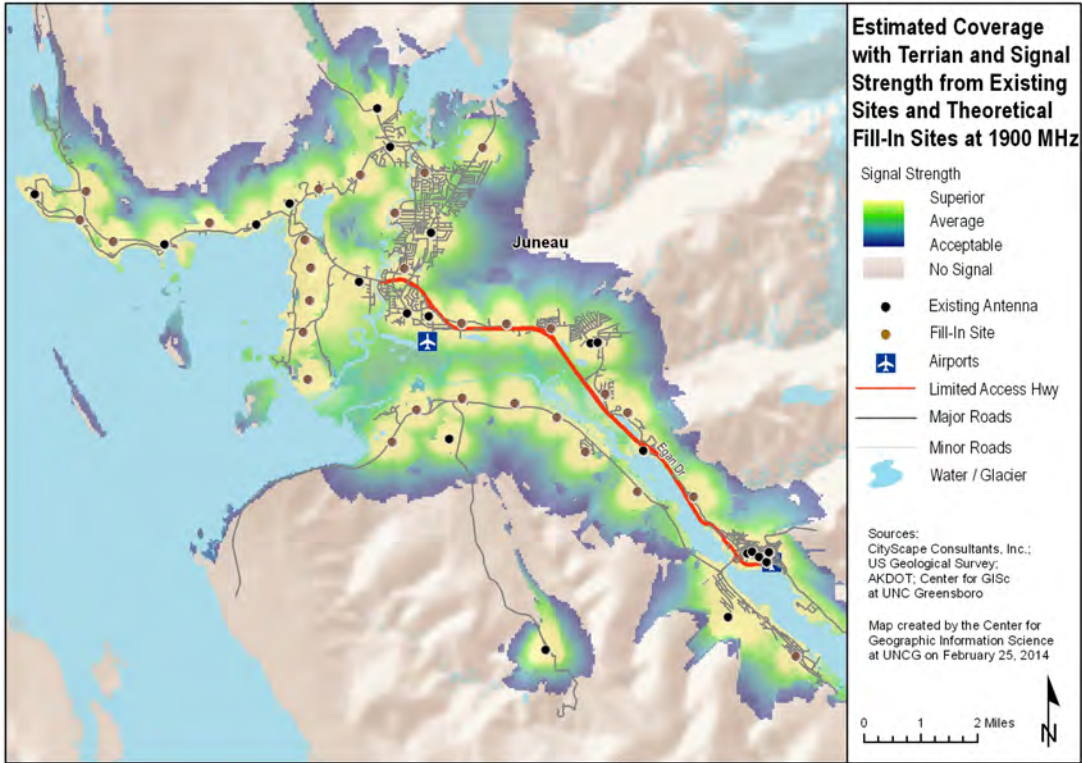 Estimated Coverage
with Terrian and Signal
Strength from Existing
Sites and Theoretical
Fill-In Sites at 1900 MHz
Signal Strength
Superior
Average
Acceptable
No Signal
Existing Antenna
Fill-In Site
Airports
Limited Access Hwy
Major Roads
Minor Roads
Water / Glacier
Sources:
CityScape Consultants, Inc.;
US Geological Survey;
AKDOT; Center for GISc
at UNC Greensboro
Map created by the Center for
Geographic Information Science
at UNCG on February 25, 2014
0 1 2 Miles
N
Juneau
Egan Dr